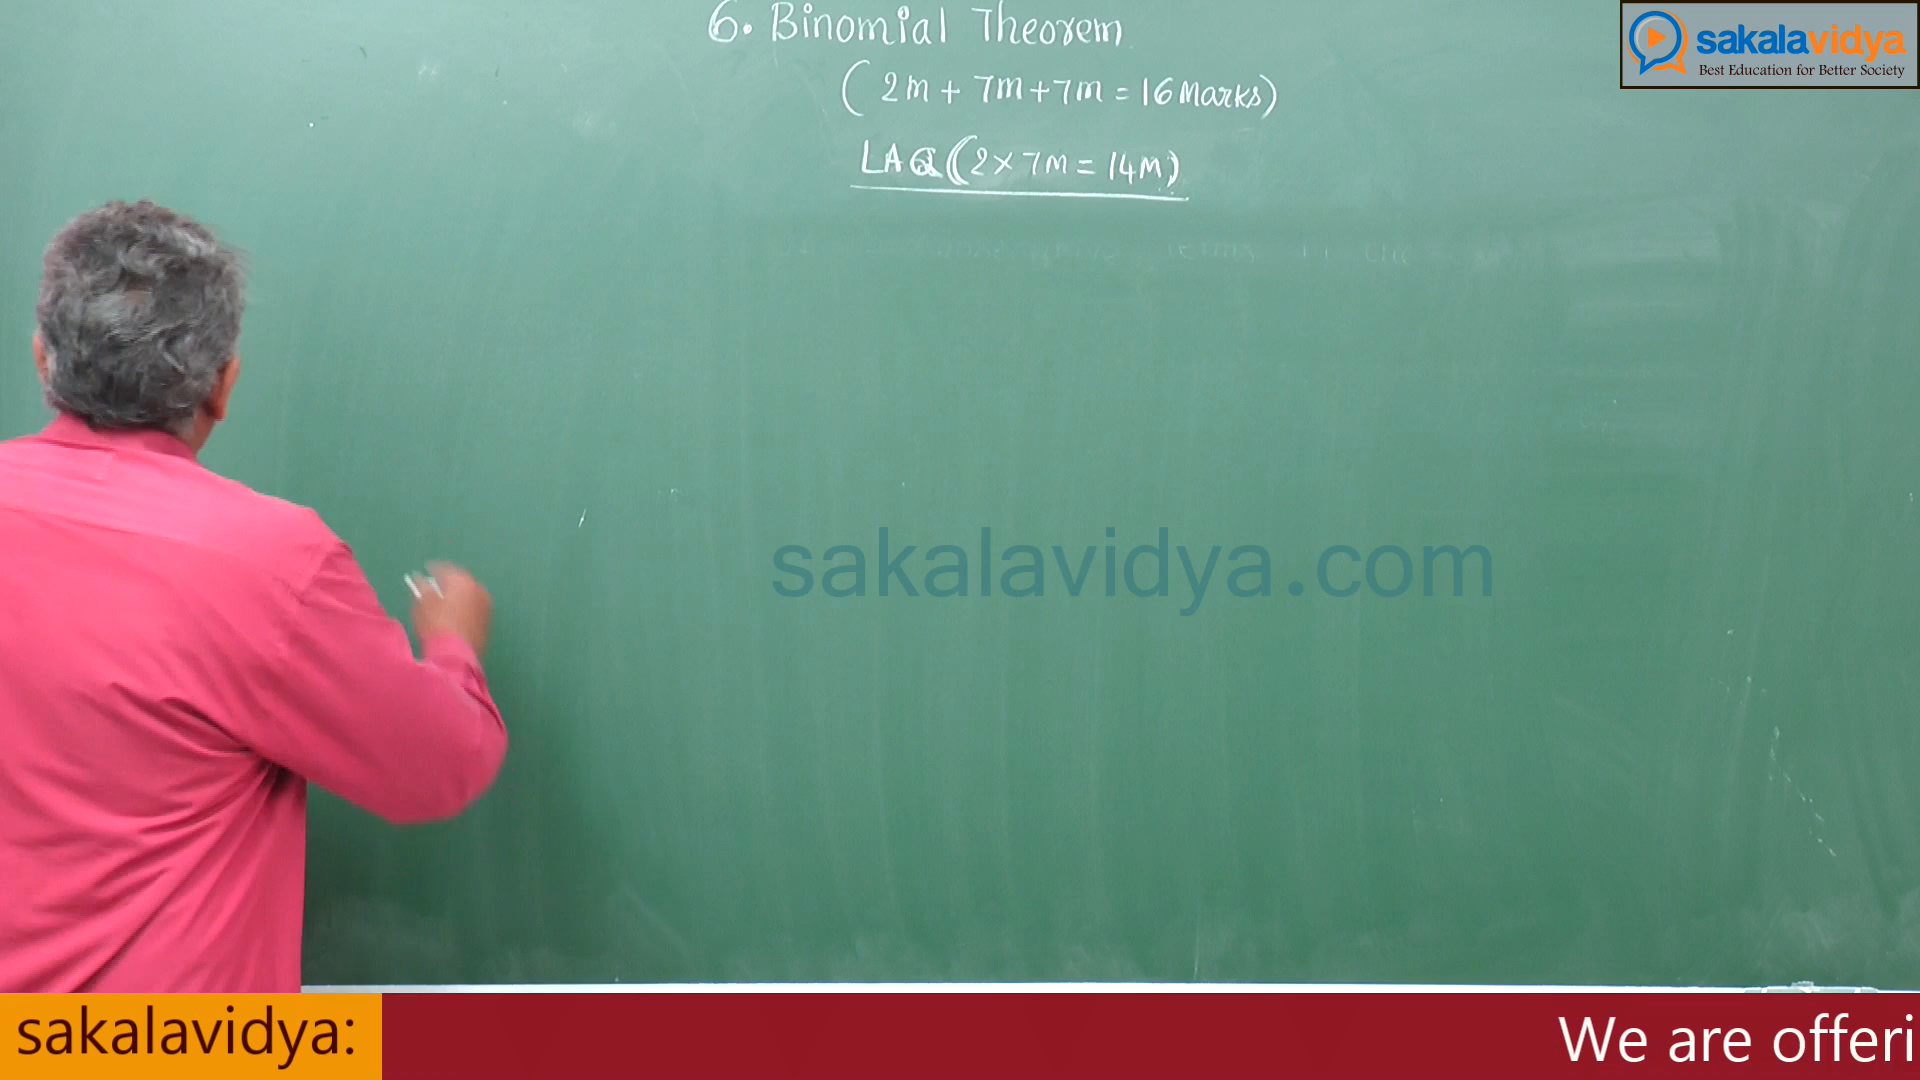 6. Binomial Theorem
(2m + 7m + 7m = 16 Marks)
LAQ (2 × 7M = 14M)
sakalavidya
Best Education for Better Society
sakalavidya.com
sakalavidya:
We are offeri